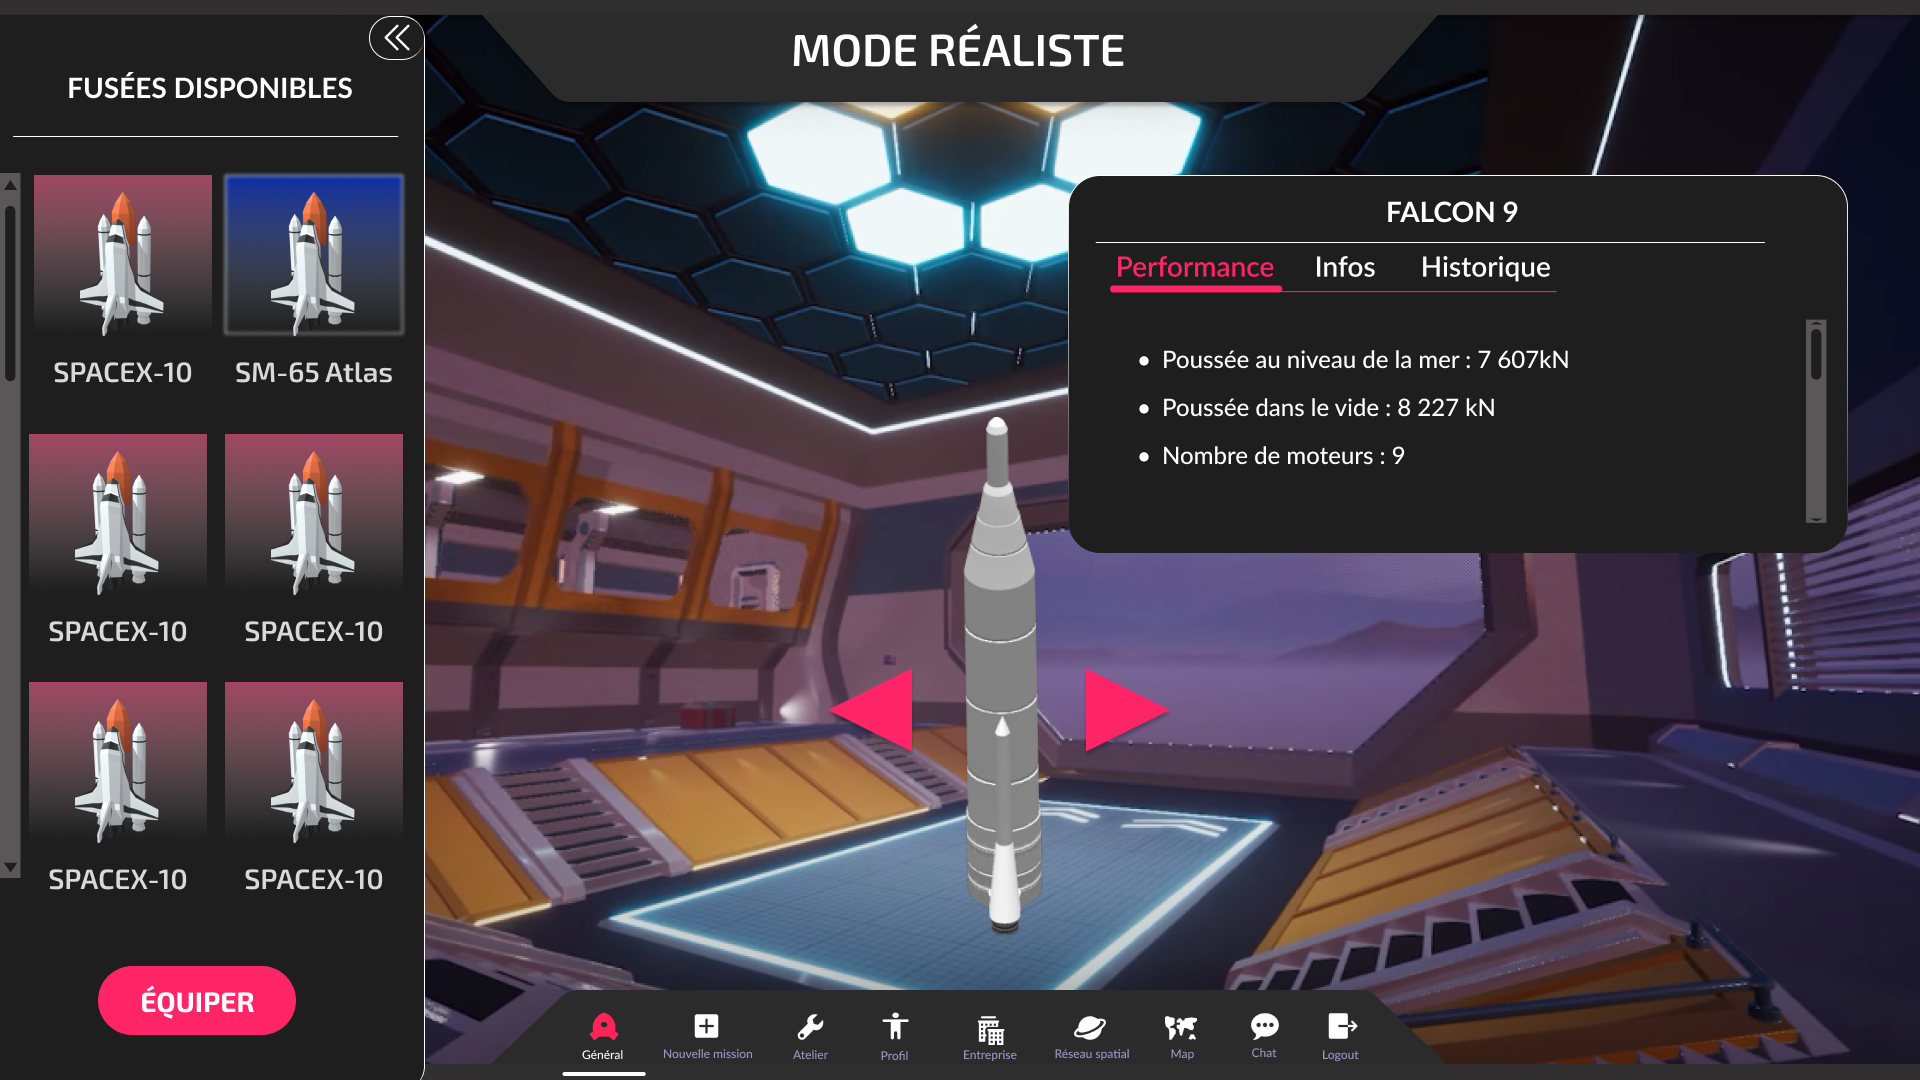 MODE RÉALISTE
FUSÉES DISPONIBLES
SPACEX-10
SM-65 Atlas
SPACEX-10
SPACEX-10
SPACEX-10
SPACEX-10
ÉQUIPER
FALCON 9
Performance
Infos
Historique
• Poussée au niveau de la mer : 7 607kN
• Poussée dans le vide : 8 227 kN
• Nombre de moteurs : 9
Général
Nouvelle mission
Atelier
Profil
Entreprise
Réseau spatial
Map
Chat
Logout